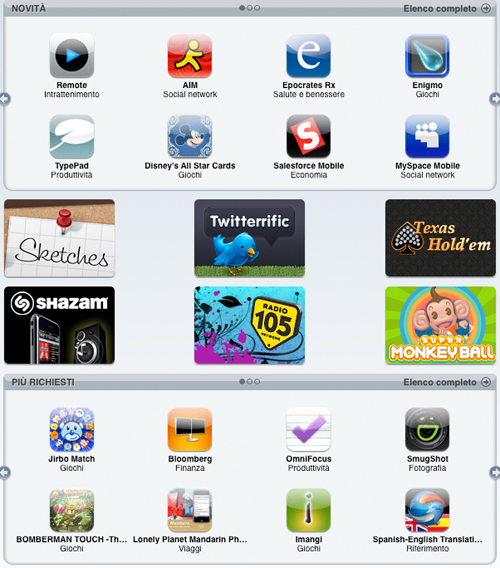 NOVITÀ
Elenco completo
Remote
Intrattenimento
AIM
Social network
Epocrates Rx
Salute e benessere
Enigmo
Giochi
TypePad
Produttività
Disney's All Star Cards
Giochi
Salesforce Mobile
Economia
MySpace Mobile
Social network
Sketches
Twitterrific
Texas
Hold'em
SHAZAM
RADIO
105
NETWORK
SUPER
MONKEY BALL
PIÙ RICHIESTI
Elenco completo
Jirbo Match
Giochi
Bloomberg
Finanza
OmniFocus
Produttività
SmugShot
Fotografia
BOMBERMAN TOUCH -Th...
Giochi
Lonely Planet Mandarin Ph...
Viaggi
Imangi
Giochi
Spanish-English Translati...
Riferimento